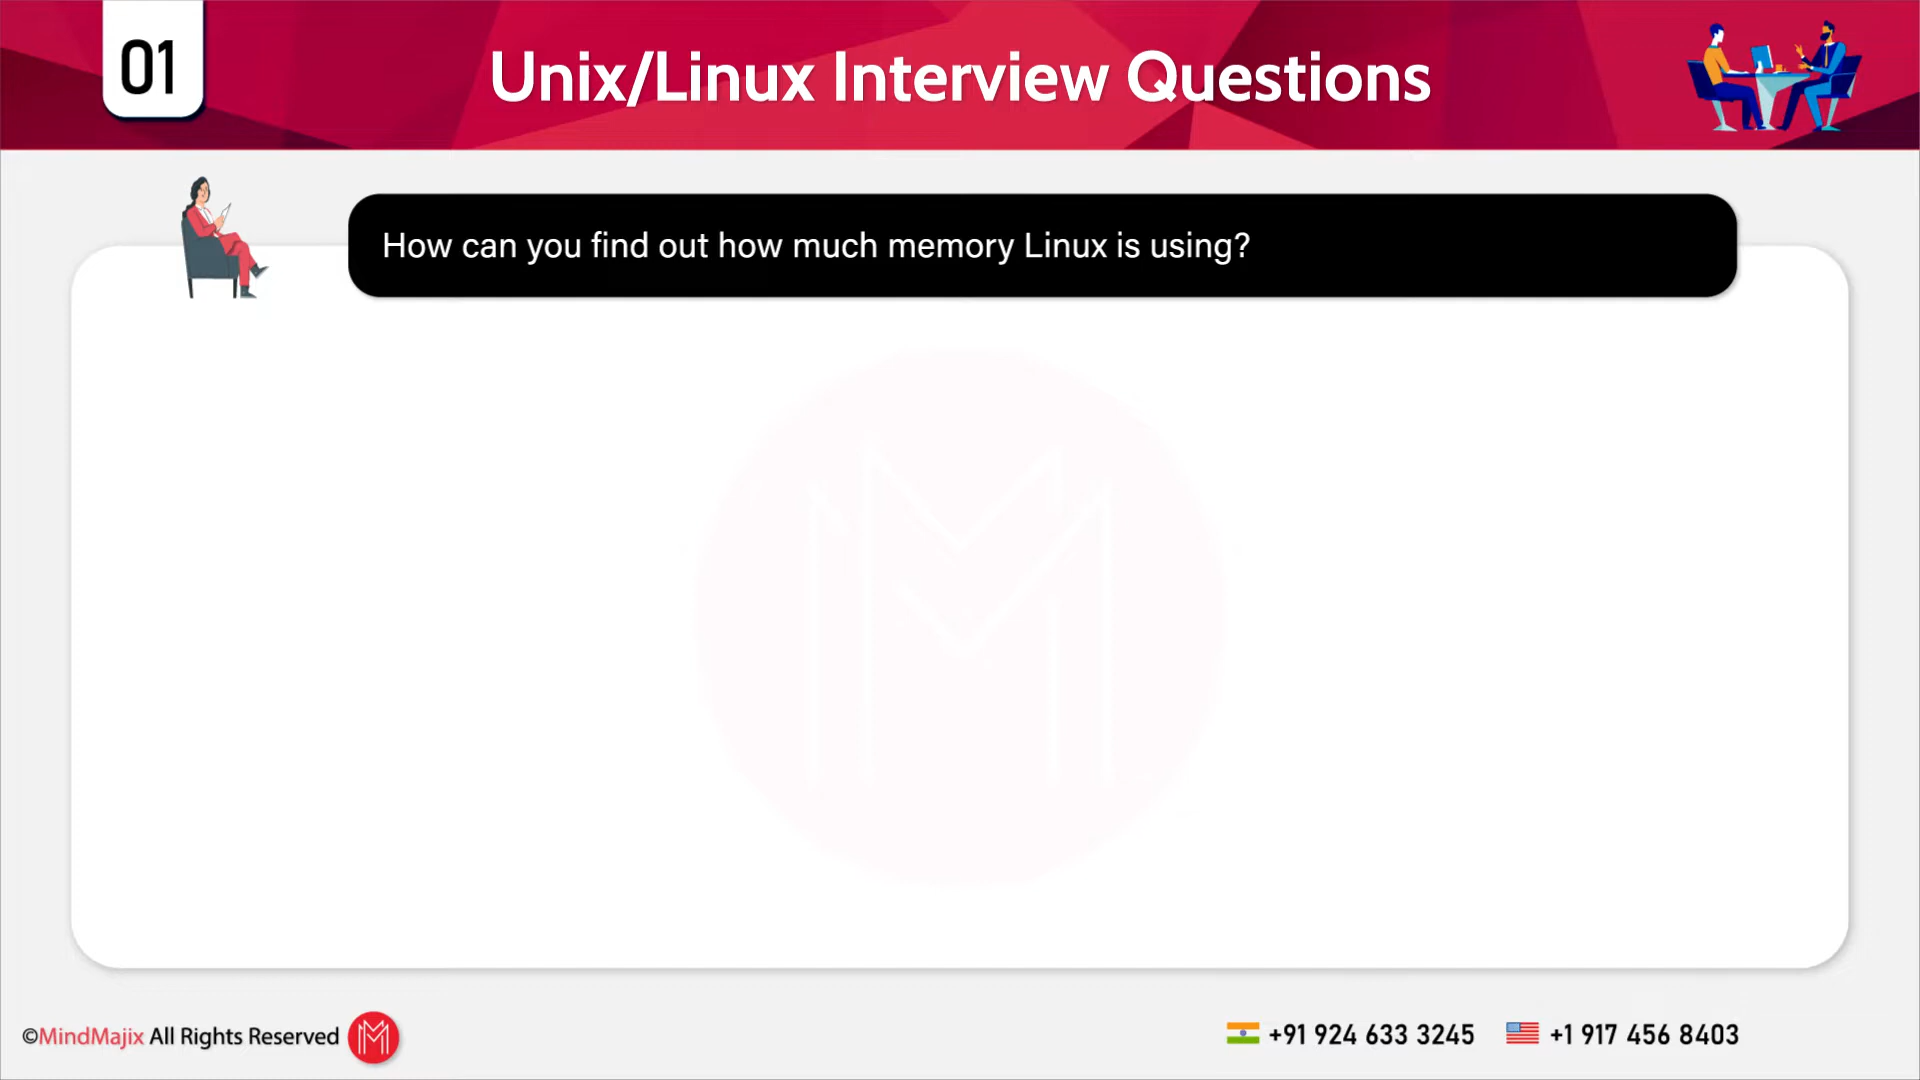 01
Unix/Linux Interview Questions
How can you find out how much memory Linux is using?
©MindMajix All Rights Reserved
+91 924 633 3245
+1 917 456 8403